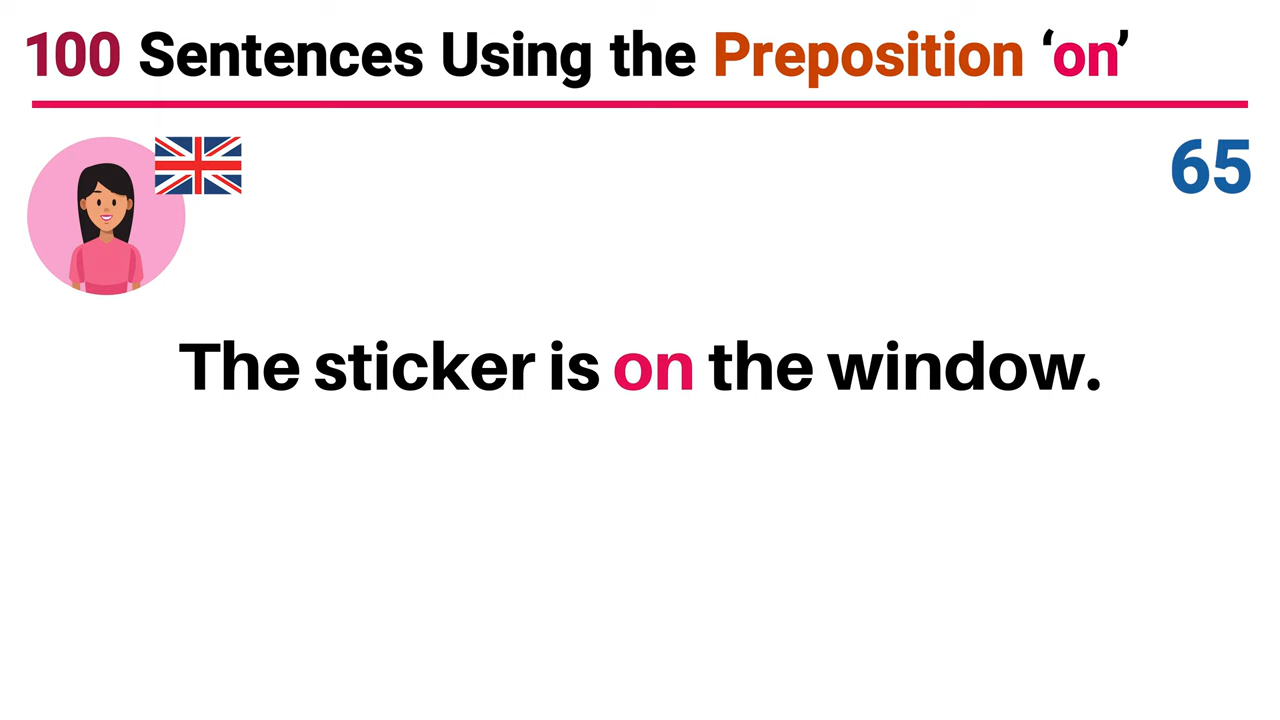 100 Sentences Using the Preposition ‘on’
65
The sticker is on the window.